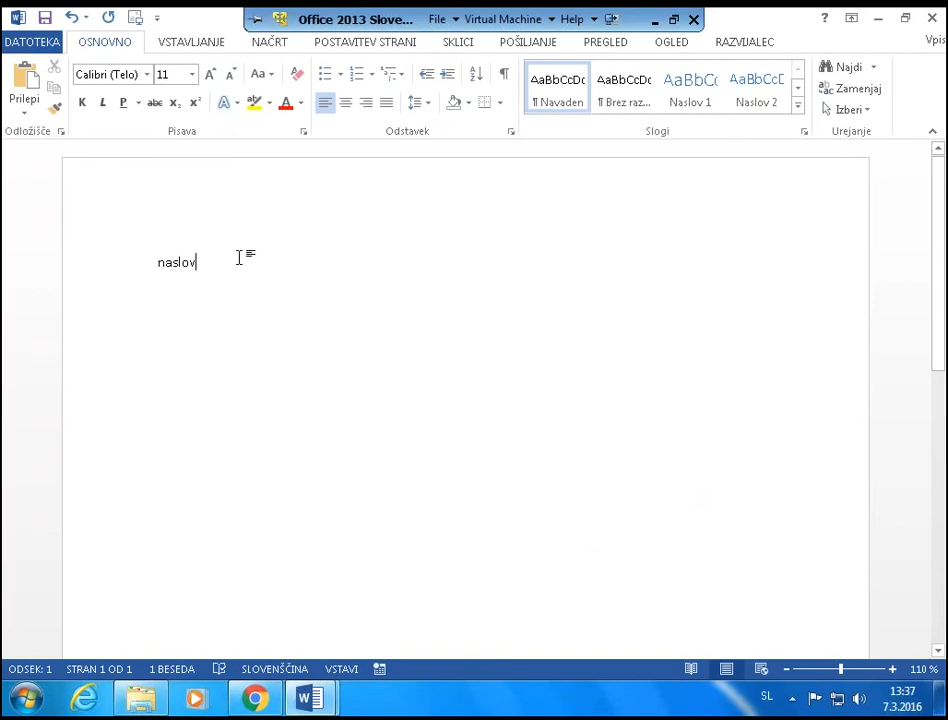 Office 2013 Slove... File Virtual Machine Help
DATOTEKA OSNOVNO VSTAVLJANJE NAČRT POSTAVITEV STRANI SKLICI POŠILJANJE PREGLED OGLED RAZVIJALEC Vpis
Calibri (Telo) 11 Aa
Prilepi
K L P abc x₂ x² A ab A
AaBbCcDc AaBbCcDc AaBbCc AaBbCcD
¶ Navaden ¶ Brez raz... Naslov 1 Naslov 2
Najdi
Zamenjaj
Izberi
Odložišče Pisava Odstavek Slogi Urejanje
naslov
ODSEK: 1 STRAN 1 OD 1 1 BESEDA SLOVENŠČINA VSTAVI 110 %
SL 13:37
7.3.2016